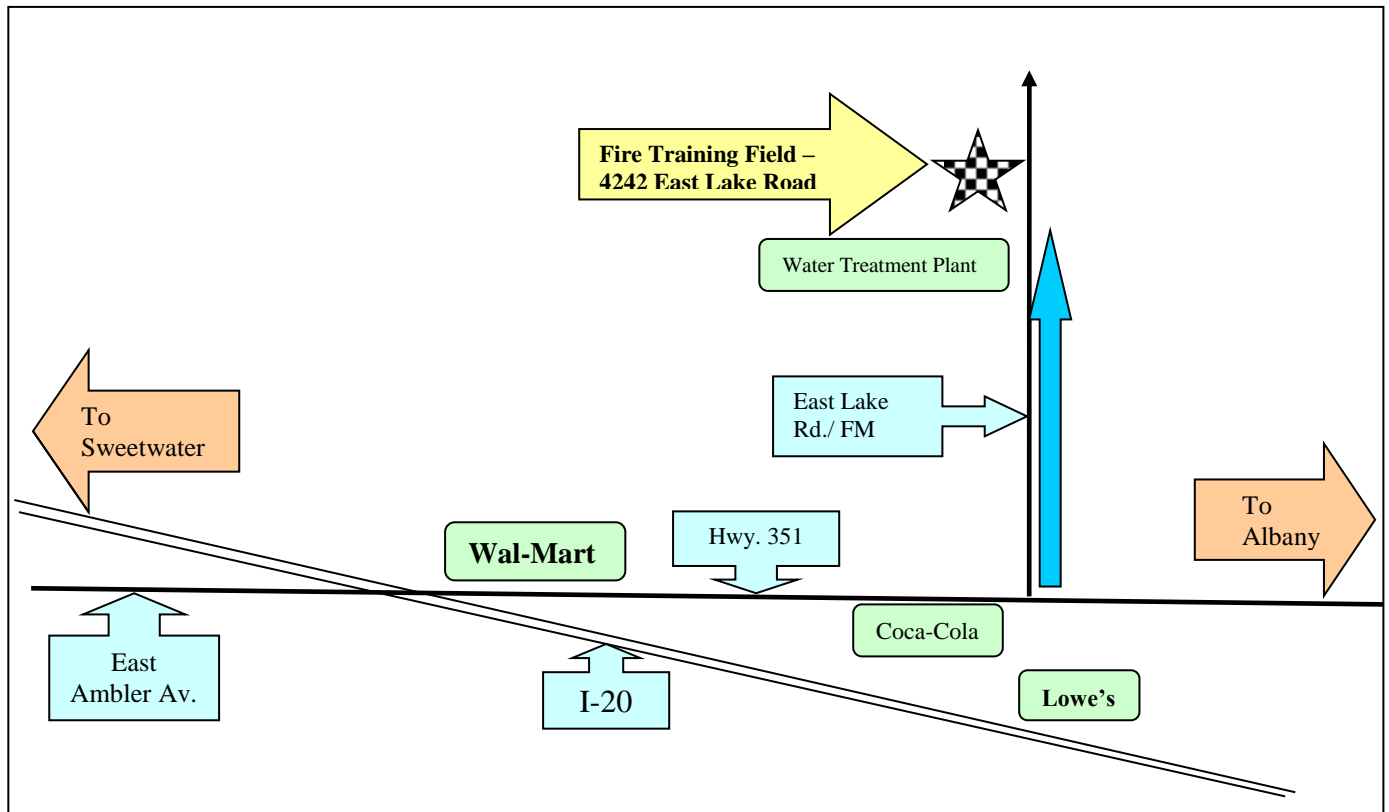 Fire Training Field –
4242 East Lake Road
Water Treatment Plant
To
Sweetwater
East Lake
Rd./ FM
To
Albany
Wal-Mart
Hwy. 351
Coca-Cola
East
Ambler Av.
I-20
Lowe's